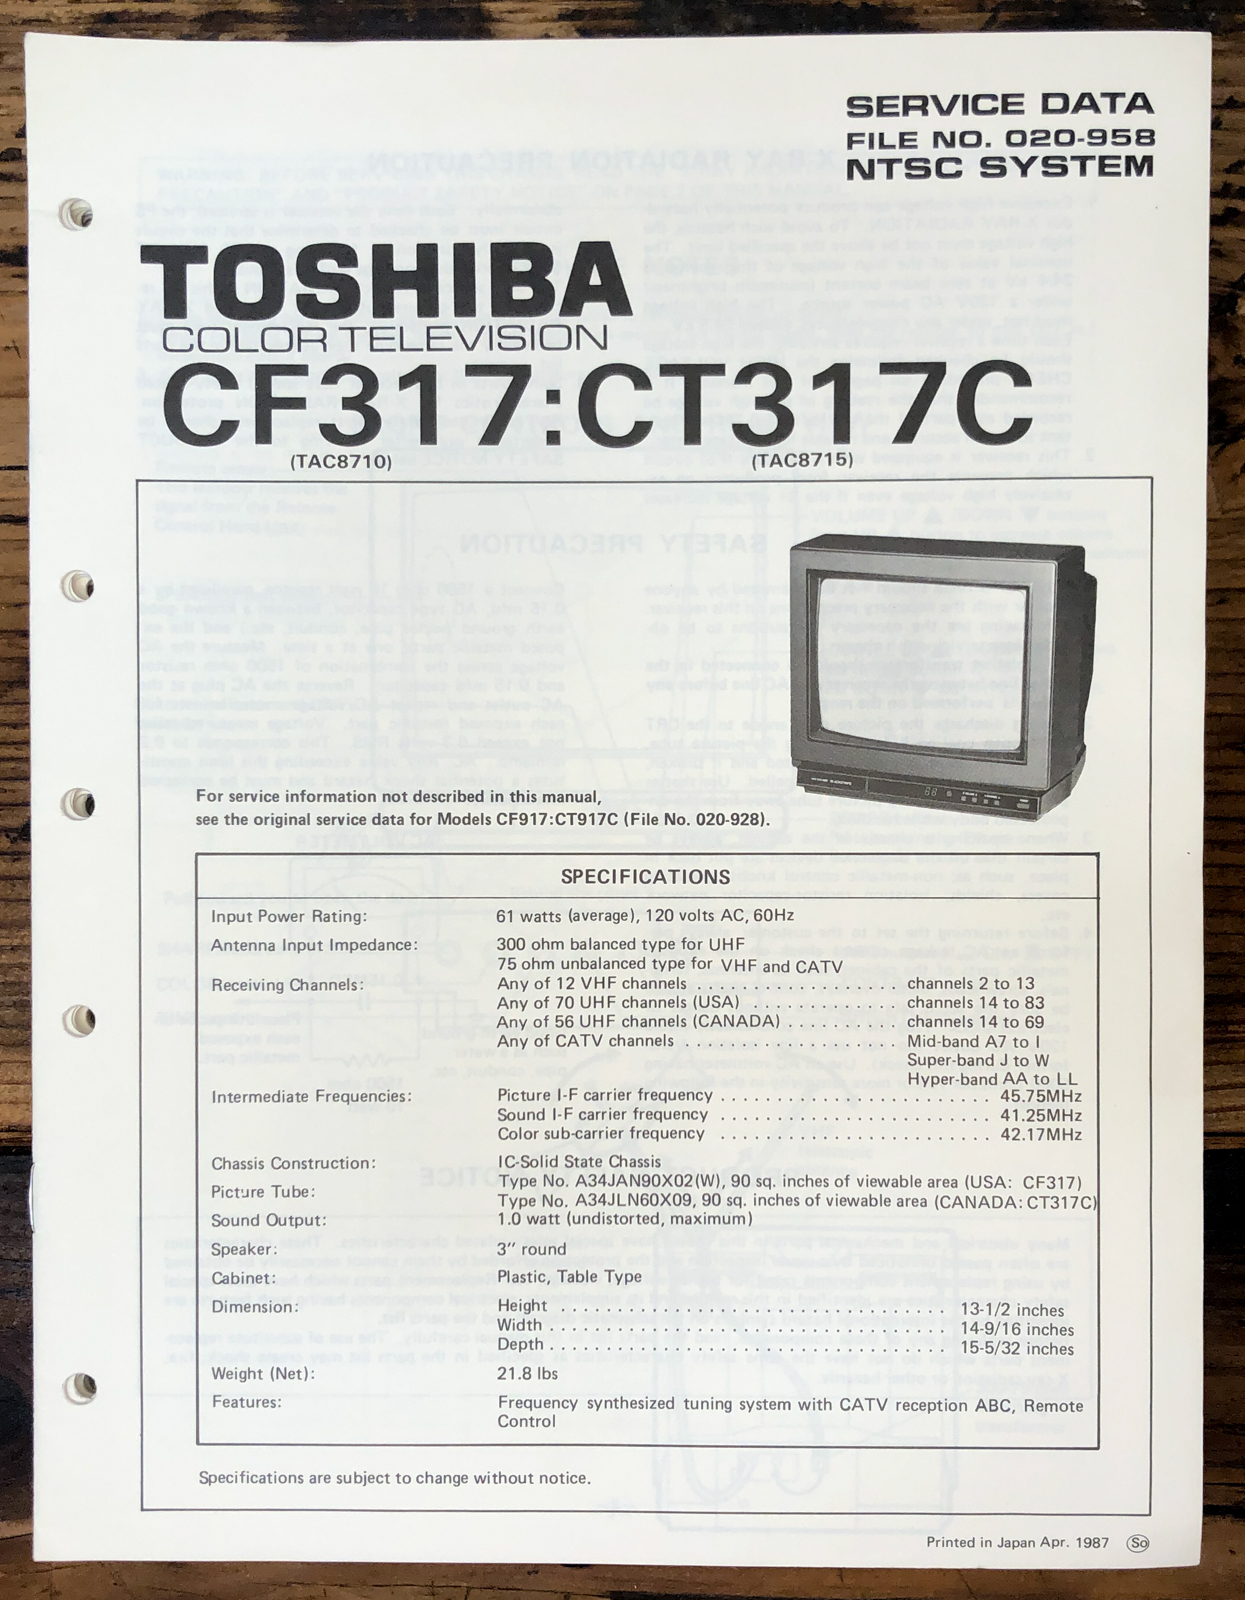 SERVICE DATA
FILE NO. 020-958
NTSC SYSTEM
TOSHIBA
COLOR TELEVISION
CF317:CT317C
(TAC8710) (TAC8715)
For service information not described in this manual,
see the original service data for Models CF917:CT917C (File No. 020-928).
SPECIFICATIONS
Input Power Rating: 61 watts (average), 120 volts AC, 60Hz
Antenna Input Impedance: 300 ohm balanced type for UHF
75 ohm unbalanced type for VHF and CATV
Receiving Channels: Any of 12 VHF channels . . . . . . . . . . . . . . . . . . channels 2 to 13
Any of 70 UHF channels (USA) . . . . . . . . . . . . channels 14 to 83
Any of 56 UHF channels (CANADA) . . . . . . . . . . channels 14 to 69
Any of CATV channels . . . . . . . . . . . . . . . . . . . Mid-band A7 to I
Super-band J to W
Hyper-band AA to LL
Intermediate Frequencies: Picture I-F carrier frequency . . . . . . . . . . . . . . . . . . . . . . . . 45.75MHz
Sound I-F carrier frequency . . . . . . . . . . . . . . . . . . . . . . . . 41.25MHz
Color sub-carrier frequency . . . . . . . . . . . . . . . . . . . . . . . . 42.17MHz
Chassis Construction: IC-Solid State Chassis
Picture Tube: Type No. A34JAN90X02(W), 90 sq. inches of viewable area (USA: CF317)
Type No. A34JLN60X09, 90 sq. inches of viewable area (CANADA: CT317C)
Sound Output: 1.0 watt (undistorted, maximum)
Speaker: 3" round
Cabinet: Plastic, Table Type
Dimension: Height . . . . . . . . . . . . . . . . . . . . . . . . . . . . . . . . . . 13-1/2 inches
Width . . . . . . . . . . . . . . . . . . . . . . . . . . . . . . . . . . . 14-9/16 inches
Depth . . . . . . . . . . . . . . . . . . . . . . . . . . . . . . . . . . . 15-5/32 inches
Weight (Net): 21.8 lbs
Features: Frequency synthesized tuning system with CATV reception ABC, Remote
Control
Specifications are subject to change without notice.
Printed in Japan Apr. 1987 So